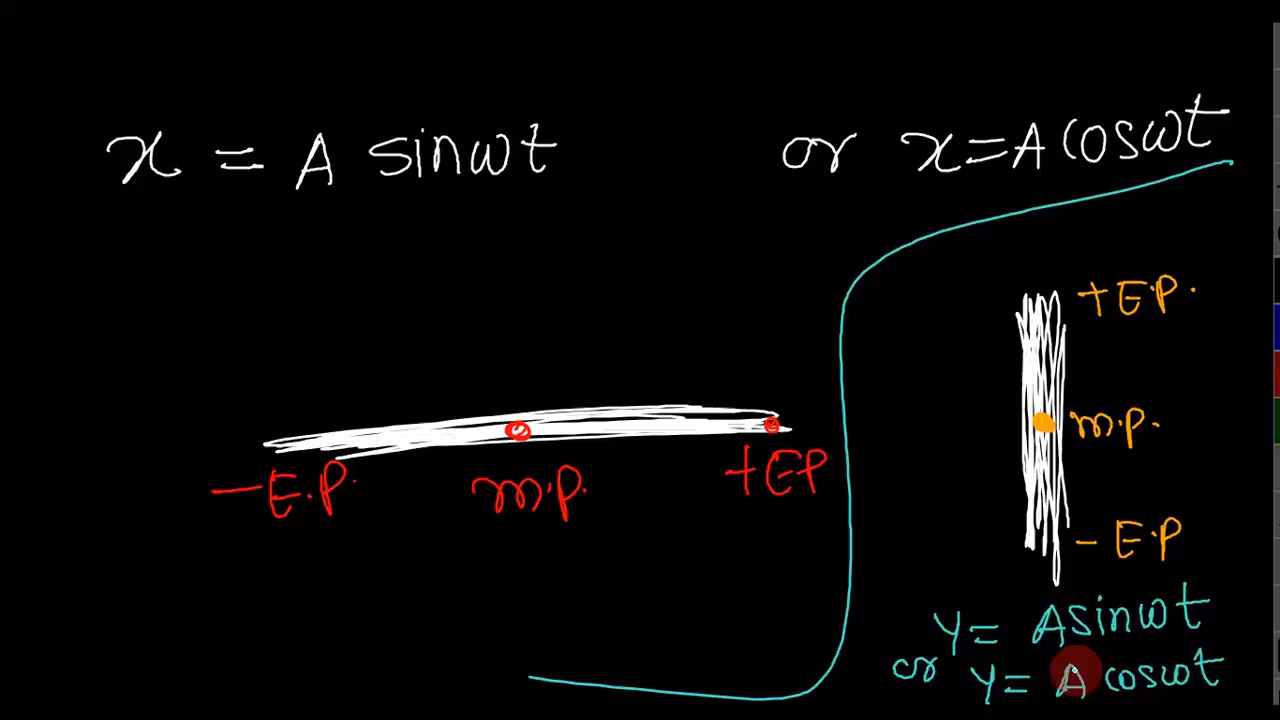 x = A sinωt or x=A cosωt
+E.P.
m.p.
-E.P. m.p. +EP
- E.P
Y= Asinωt
or Y= A cosωt